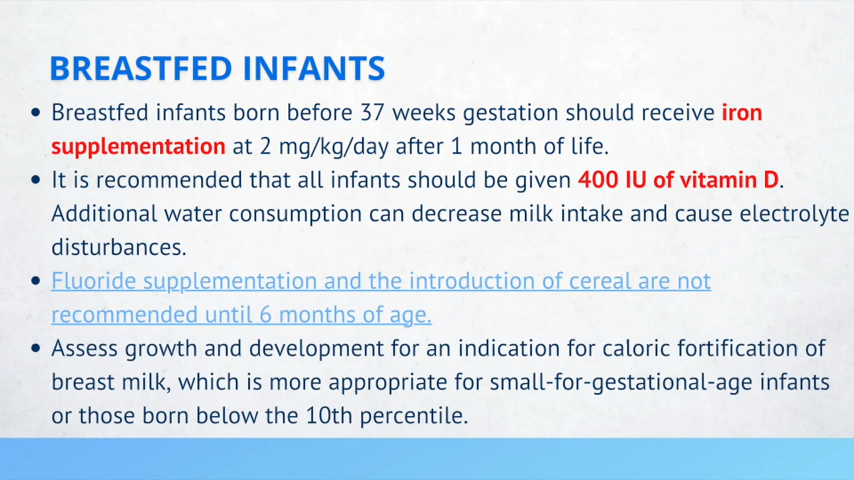 BREASTFED INFANTS
• Breastfed infants born before 37 weeks gestation should receive iron
supplementation at 2 mg/kg/day after 1 month of life.
• It is recommended that all infants should be given 400 IU of vitamin D.
Additional water consumption can decrease milk intake and cause electrolyte
disturbances.
• Fluoride supplementation and the introduction of cereal are not
recommended until 6 months of age.
• Assess growth and development for an indication for caloric fortification of
breast milk, which is more appropriate for small-for-gestational-age infants
or those born below the 10th percentile.